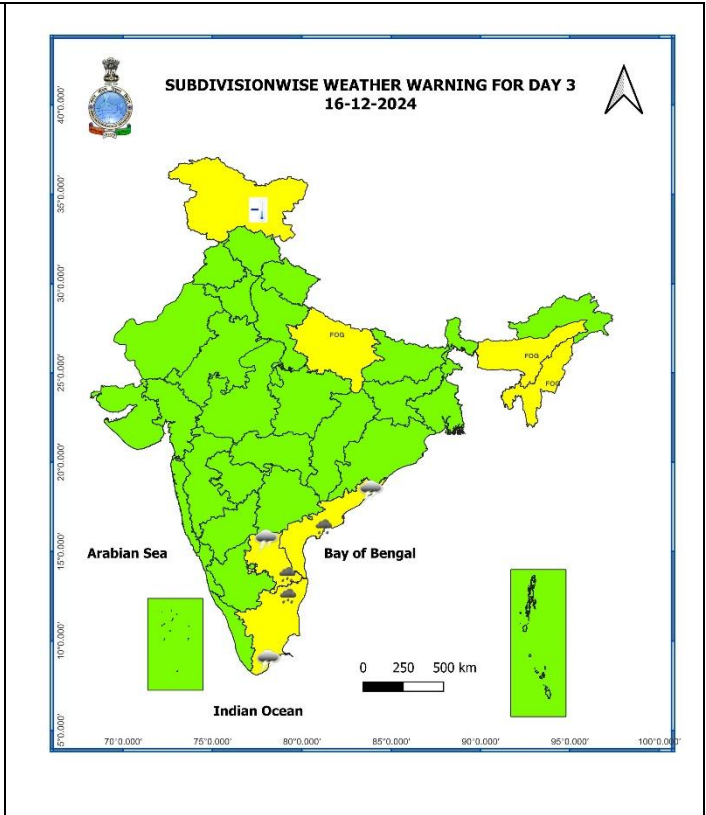 SUBDIVISIONWISE WEATHER WARNING FOR DAY 3
16-12-2024
40°0.000'
35°0.000'
30°0.000'
25°0.000'
20°0.000'
15°0.000'
10°0.000'
5°0.000'
FOG
FOG
FOG
Arabian Sea
Bay of Bengal
0 250 500 km
Indian Ocean
70°0.000' 75°0.000' 80°0.000' 85°0.000' 90°0.000' 95°0.000' 100°0.000'